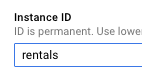 Instance ID
ID is permanent. Use lower
rentals